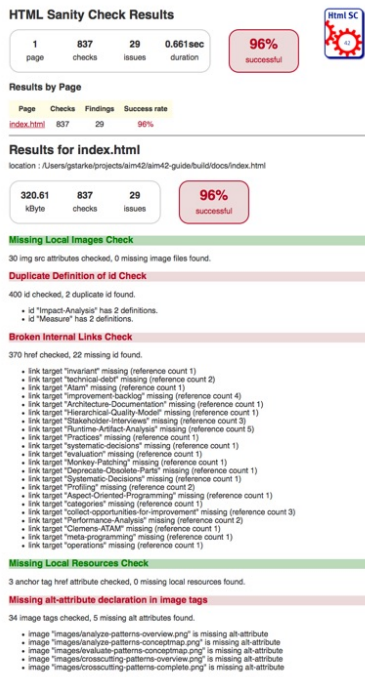 HTML Sanity Check Results
Html SC
42
1 837 29 0.661sec 96%
page checks issues duration successful
Results by Page
Page Checks Findings Success rate
index.html 837 29 96%
Results for index.html
location : /Users/gstarke/projects/aim42/aim42-guide/build/docs/index.html
320.61 837 29 96%
kByte checks issues successful
Missing Local Images Check
30 img src attributes checked, 0 missing image files found.
Duplicate Definition of id Check
400 id checked, 2 duplicate id found.
• id "Impact-Analysis" has 2 definitions.
• id "Measure" has 2 definitions.
Broken Internal Links Check
370 href checked, 22 missing id found.
• link target "invariant" missing (reference count 1)
• link target "technical-debt" missing (reference count 2)
• link target "Atam" missing (reference count 1)
• link target "improvement-backlog" missing (reference count 4)
• link target "Architecture-Documentation" missing (reference count 1)
• link target "Hierarchical-Quality-Model" missing (reference count 1)
• link target "Stakeholder-Interviews" missing (reference count 3)
• link target "Runtime-Artifact-Analysis" missing (reference count 5)
• link target "Practices" missing (reference count 1)
• link target "systematic-decisions" missing (reference count 1)
• link target "evaluation" missing (reference count 1)
• link target "Monkey-Patching" missing (reference count 1)
• link target "Deprecate-Obsolete-Parts" missing (reference count 1)
• link target "Systematic-Decisions" missing (reference count 1)
• link target "Profiling" missing (reference count 2)
• link target "Aspect-Oriented-Programming" missing (reference count 1)
• link target "categories" missing (reference count 1)
• link target "collect-opportunities-for-improvement" missing (reference count 3)
• link target "Performance-Analysis" missing (reference count 2)
• link target "Clemens-ATAM" missing (reference count 1)
• link target "meta-programming" missing (reference count 1)
• link target "operations" missing (reference count 1)
Missing Local Resources Check
3 anchor tag href attribute checked, 0 missing local resources found.
Missing alt-attribute declaration in image tags
34 image tags checked, 5 missing alt attributes found.
• image "images/analyze-patterns-overview.png" is missing alt-attribute
• image "images/analyze-patterns-conceptmap.png" is missing alt-attribute
• image "images/evaluate-patterns-conceptmap.png" is missing alt-attribute
• image "images/crosscutting-patterns-overview.png" is missing alt-attribute
• image "images/crosscutting-patterns-complete.png" is missing alt-attribute